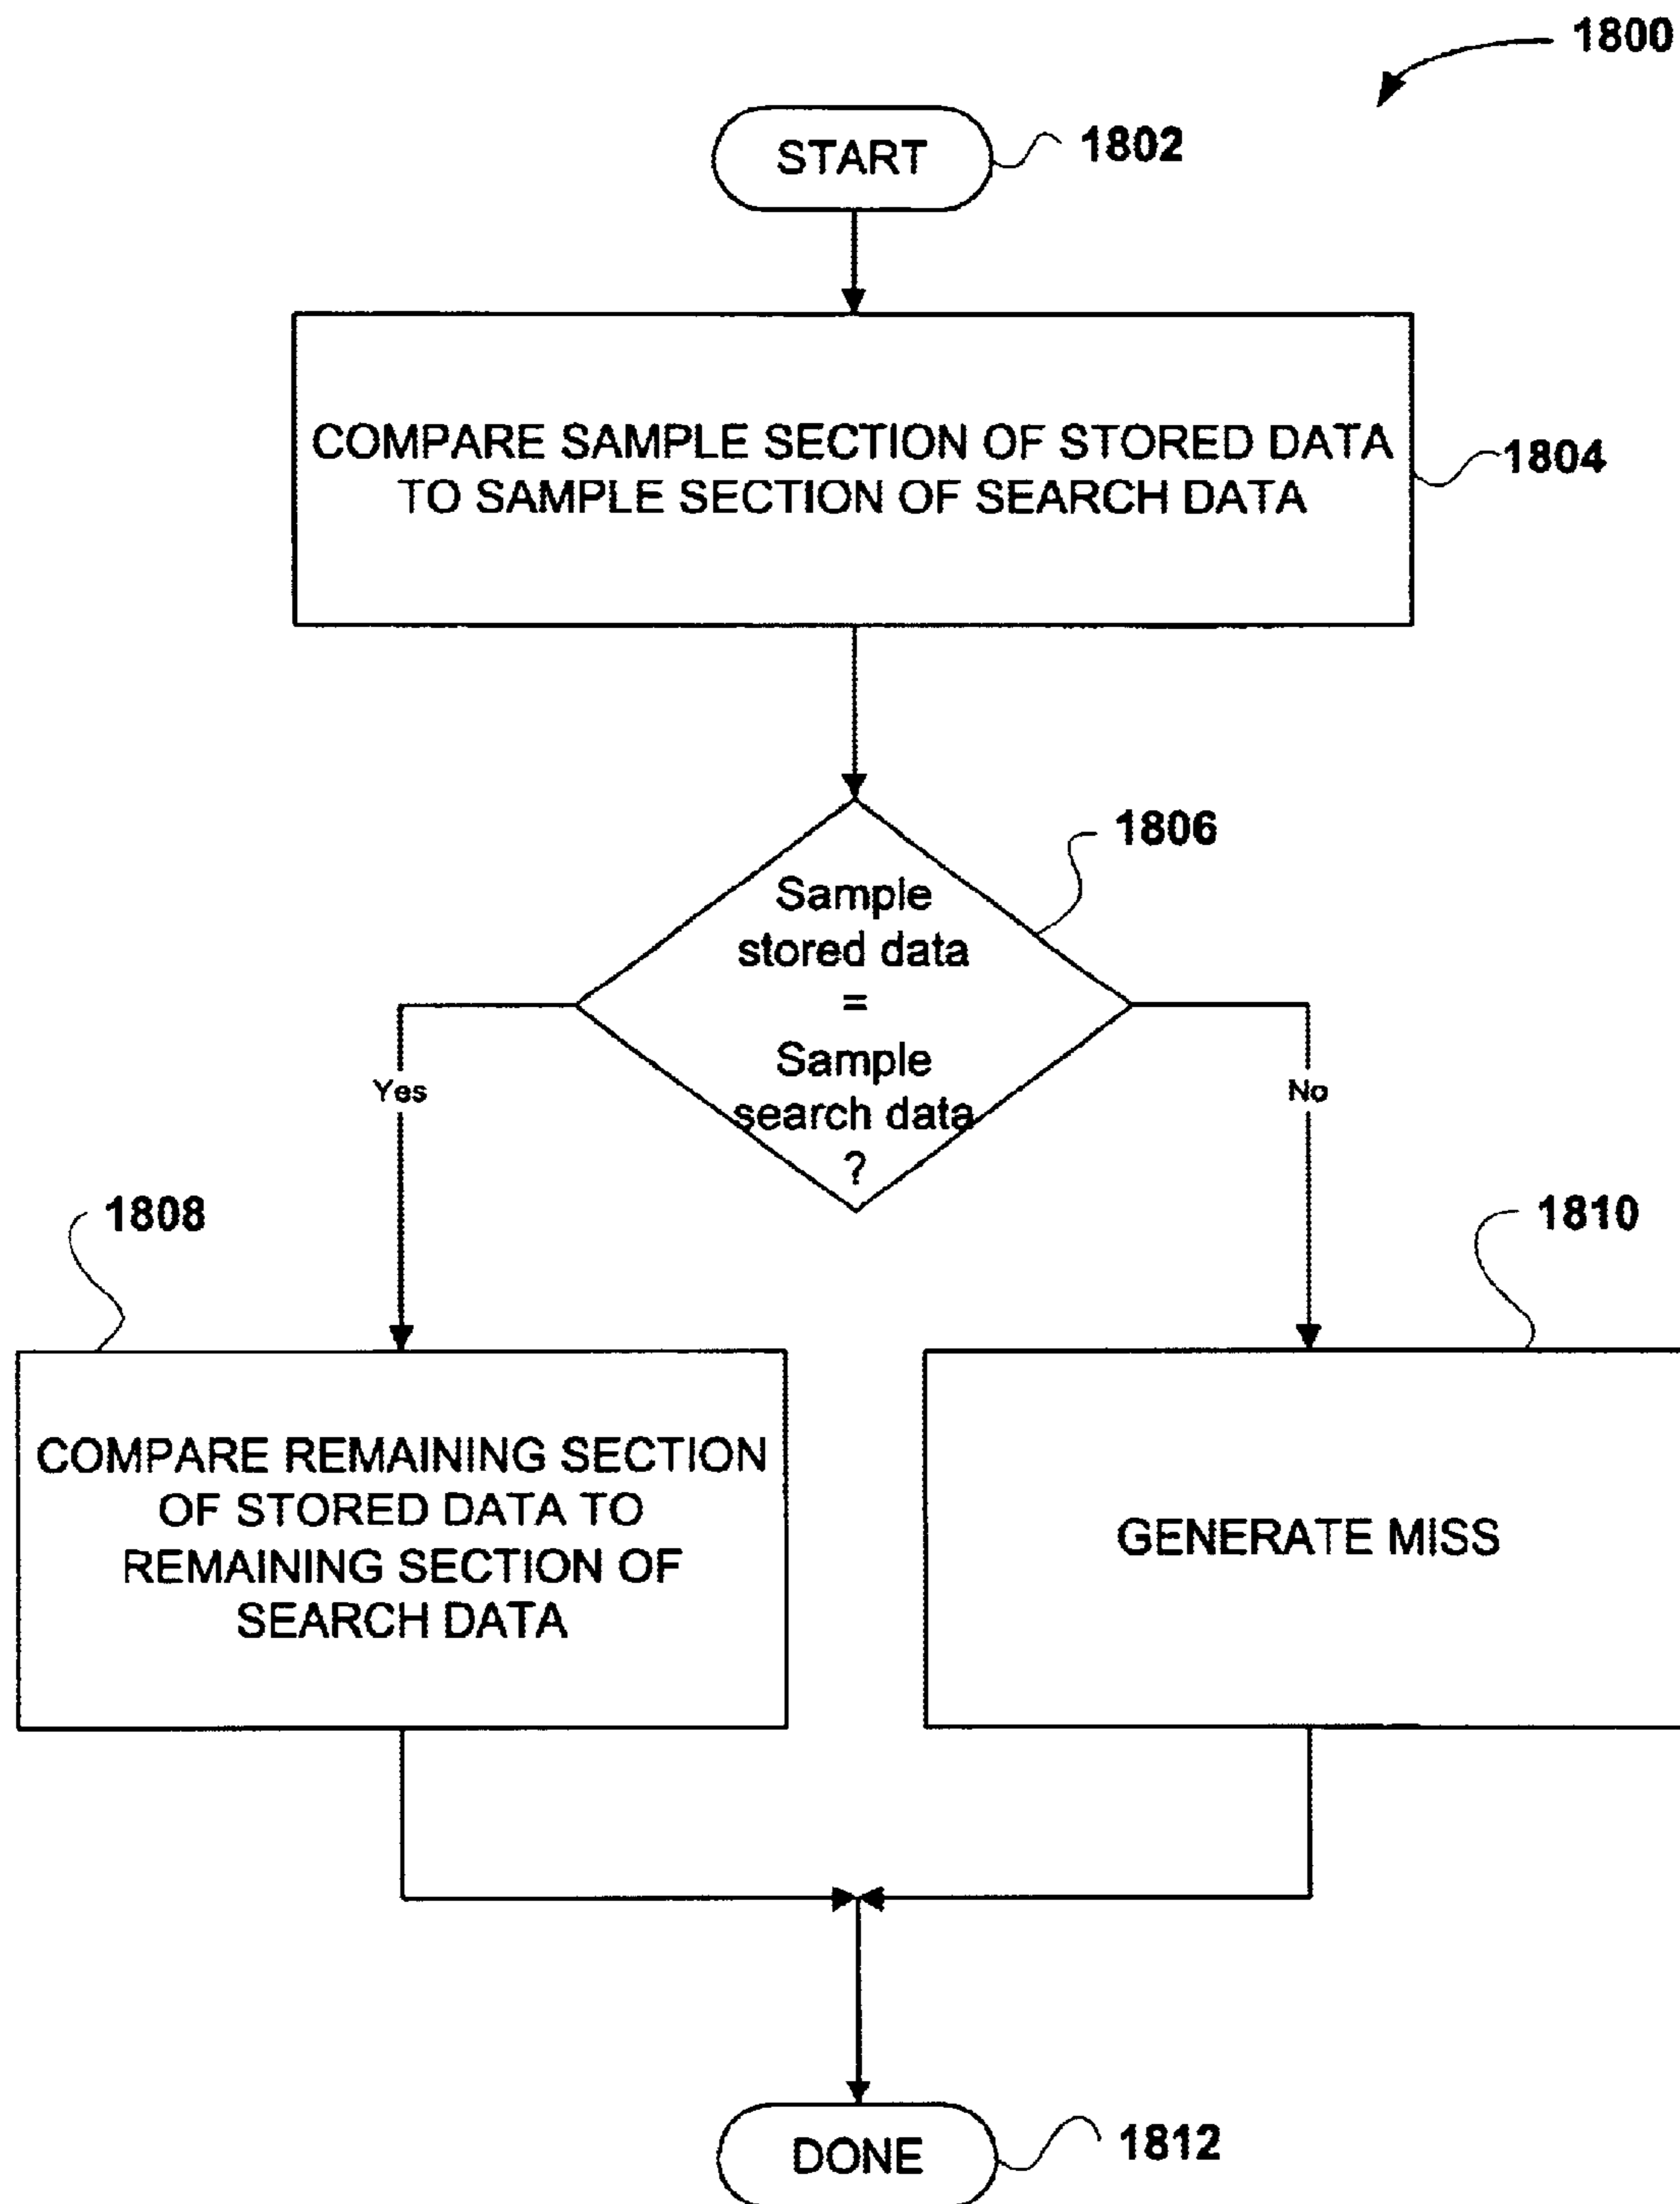 1800
START
1802
COMPARE SAMPLE SECTION OF STORED DATA
TO SAMPLE SECTION OF SEARCH DATA
1804
1806
Sample
stored data
=
Sample
search data
?
Yes
No
1808
1810
COMPARE REMAINING SECTION
OF STORED DATA TO
REMAINING SECTION OF
SEARCH DATA
GENERATE MISS
DONE
1812